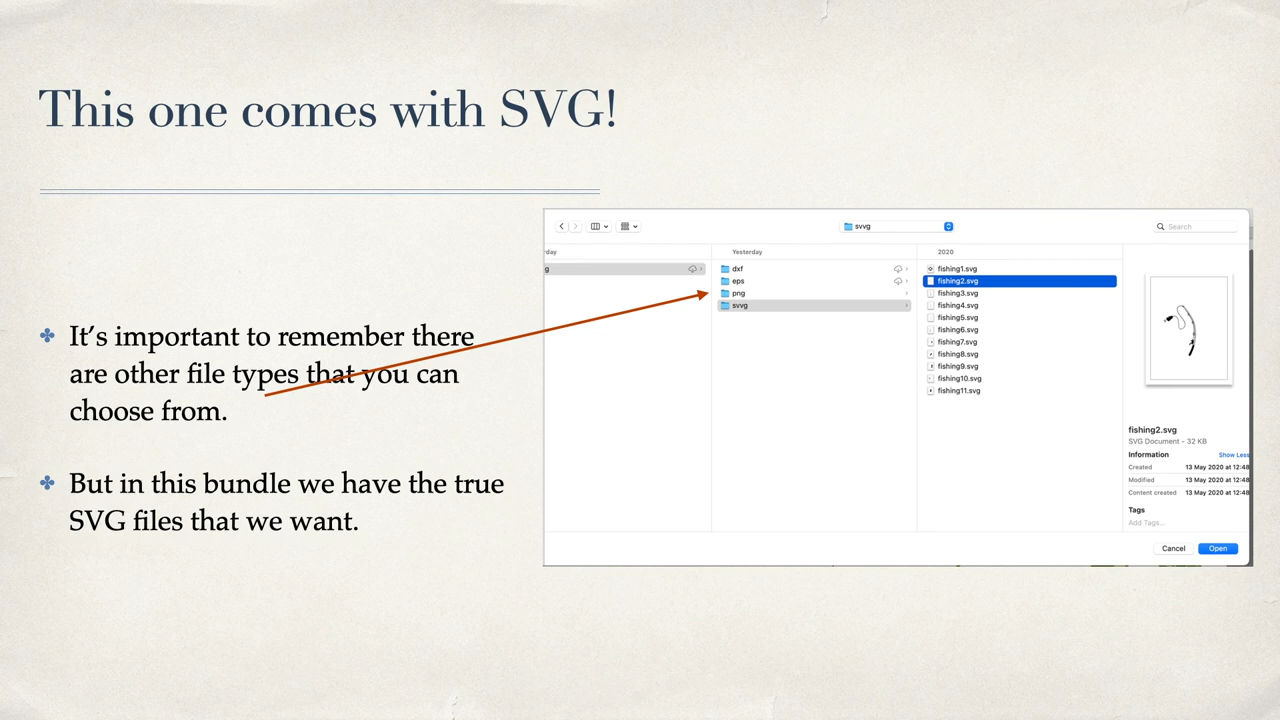 This one comes with SVG!
It’s important to remember there
are other file types that you can
choose from.
But in this bundle we have the true
SVG files that we want.
svvg
Search
rday
Yesterday
2020
g
dxf
eps
png
svvg
fishing1.svg
fishing2.svg
fishing3.svg
fishing4.svg
fishing5.svg
fishing6.svg
fishing7.svg
fishing8.svg
fishing9.svg
fishing10.svg
fishing11.svg
fishing2.svg
SVG Document - 32 KB
Information Show Less
Created 13 May 2020 at 12:48
Modified 13 May 2020 at 12:48
Content created 13 May 2020 at 12:48
Tags
Add Tags...
Cancel Open